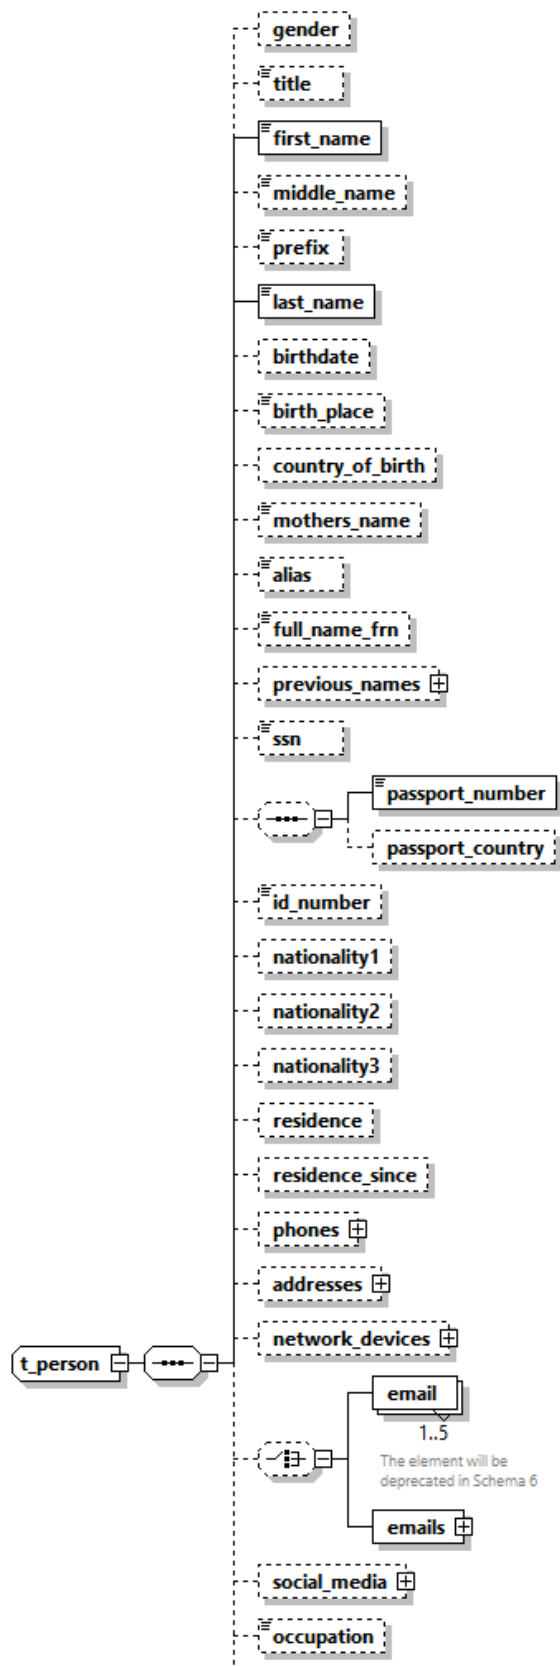 gender
title
first_name
middle_name
prefix
last_name
birthdate
birth_place
country_of_birth
mothers_name
alias
full_name_frn
previous_names
ssn
passport_number
passport_country
id_number
nationality1
nationality2
nationality3
residence
residence_since
phones
addresses
network_devices
t_person
email
1..5
The element will be
deprecated in Schema 6
emails
social_media
occupation